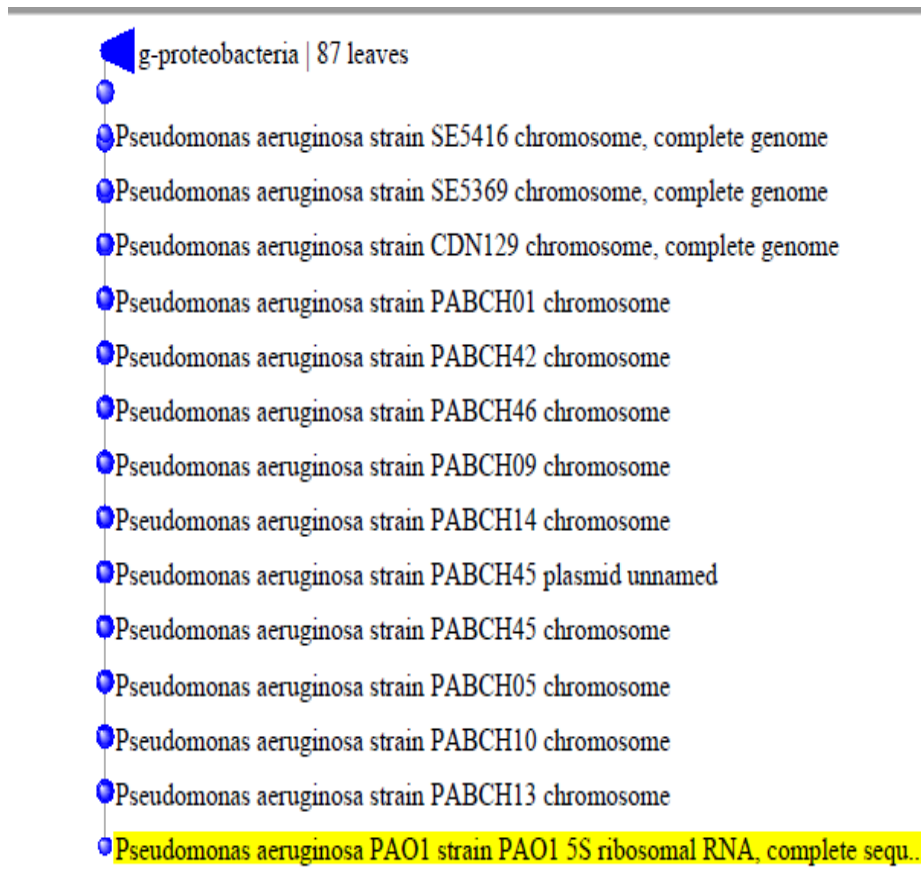 g-proteobacteria | 87 leaves
Pseudomonas aeruginosa strain SE5416 chromosome, complete genome
Pseudomonas aeruginosa strain SE5369 chromosome, complete genome
Pseudomonas aeruginosa strain CDN129 chromosome, complete genome
Pseudomonas aeruginosa strain PABCH01 chromosome
Pseudomonas aeruginosa strain PABCH42 chromosome
Pseudomonas aeruginosa strain PABCH46 chromosome
Pseudomonas aeruginosa strain PABCH09 chromosome
Pseudomonas aeruginosa strain PABCH14 chromosome
Pseudomonas aeruginosa strain PABCH45 plasmid unnamed
Pseudomonas aeruginosa strain PABCH45 chromosome
Pseudomonas aeruginosa strain PABCH05 chromosome
Pseudomonas aeruginosa strain PABCH10 chromosome
Pseudomonas aeruginosa strain PABCH13 chromosome
Pseudomonas aeruginosa PAO1 strain PAO1 5S ribosomal RNA, complete sequ..